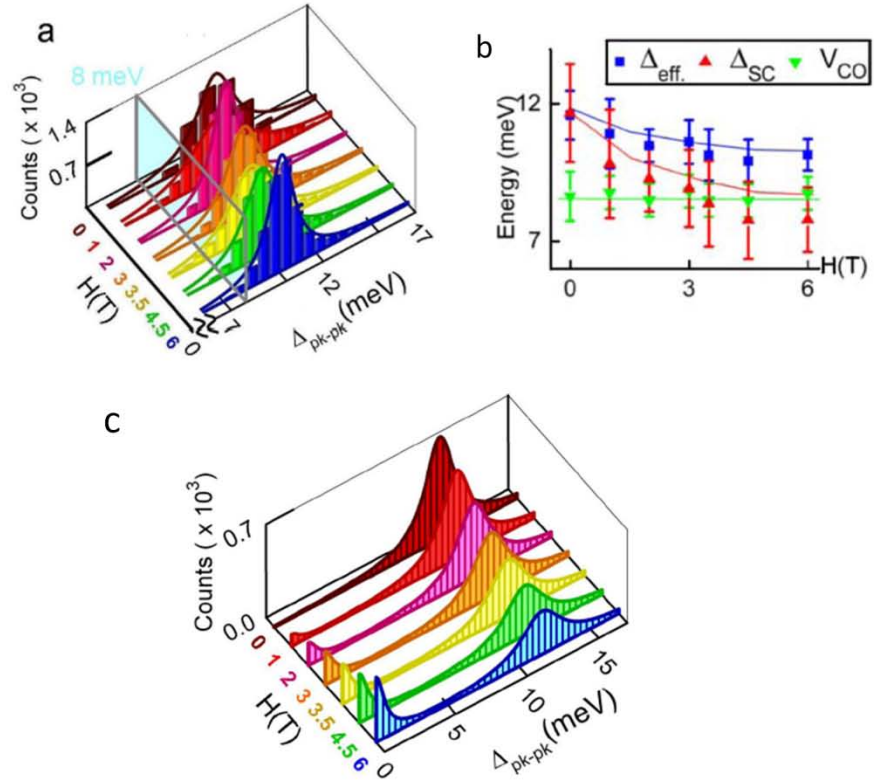 a
8 meV
Counts ( x 10³)
1.4
0.7
0
1
2
3
3.5
4.5
6
H(T)
0
7
12
17
Δpk-pk(meV)
b
Δeff. ΔSC VCO
Energy (meV)
12
7
0
3
6
H(T)
c
Counts ( x 10³)
0.7
0.0
0
1
2
3
3.5
4.5
6
H(T)
0
5
10
15
Δpk-pk(meV)